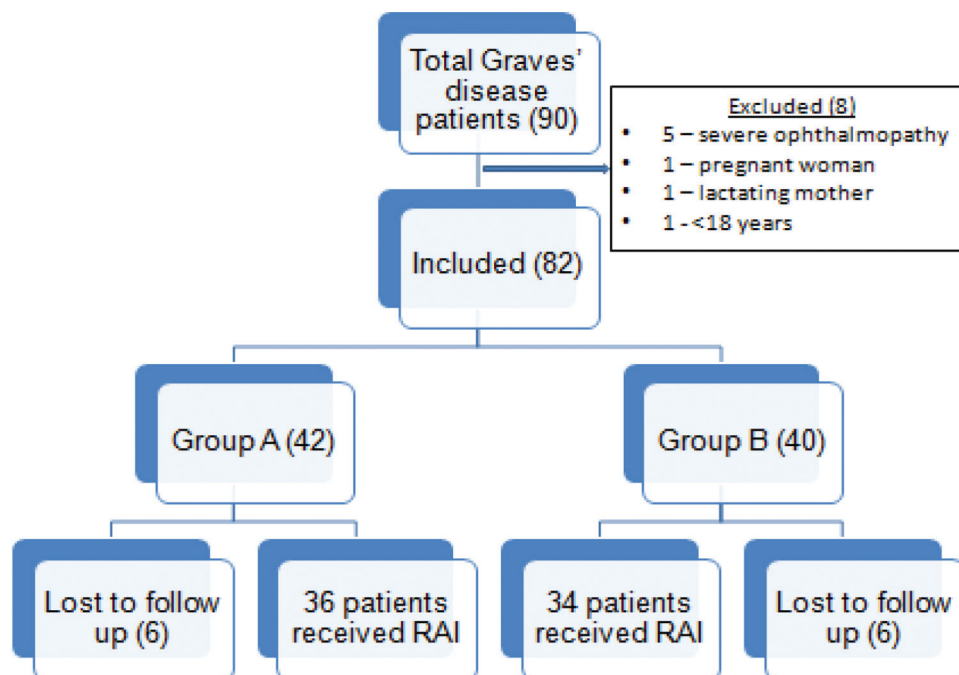 Total Graves’
disease
patients (90)
Excluded (8)
• 5 – severe ophthalmopathy
• 1 – pregnant woman
• 1 – lactating mother
• 1 - <18 years
Included (82)
Group A (42)
Group B (40)
Lost to follow
up (6)
36 patients
received RAI
34 patients
received RAI
Lost to follow
up (6)